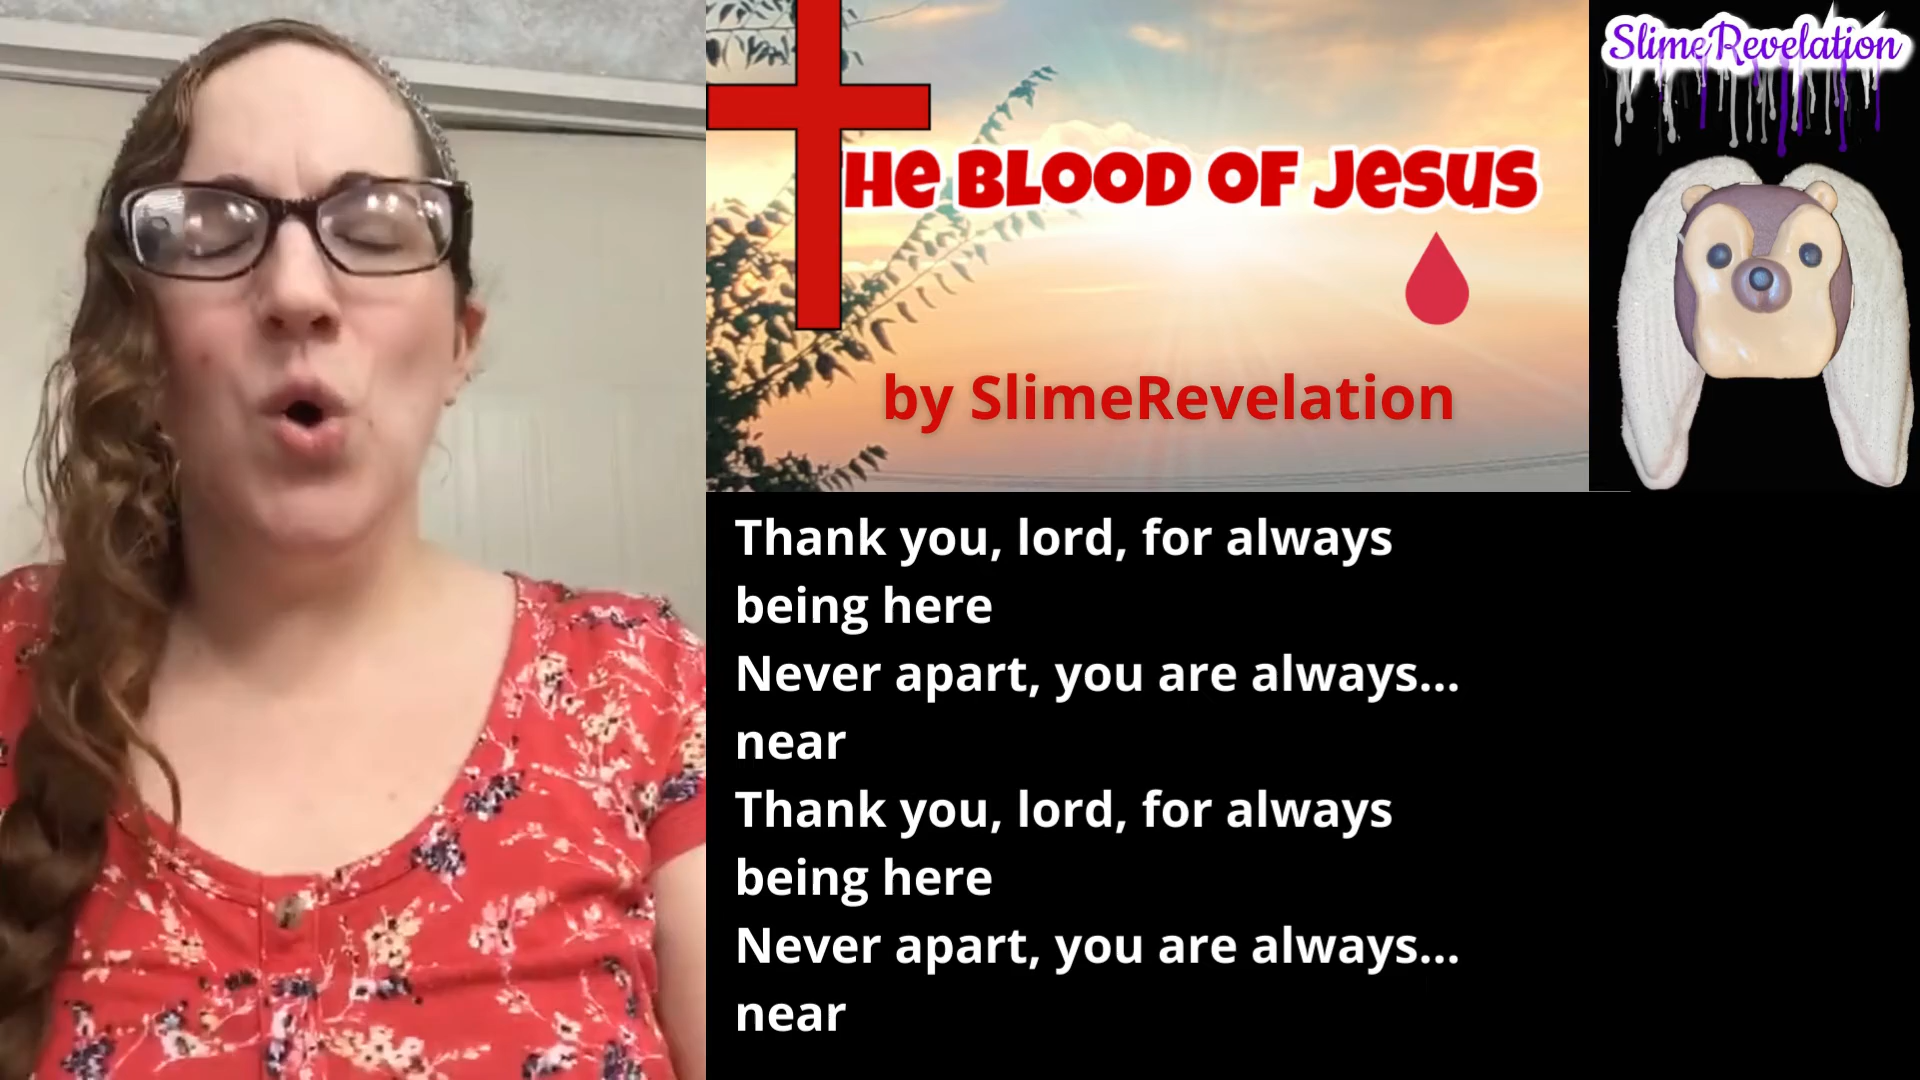 SlimeRevelation
THE BLOOD OF JESUS
by SlimeRevelation
Thank you, lord, for always
being here
Never apart, you are always...
near
Thank you, lord, for always
being here
Never apart, you are always...
near